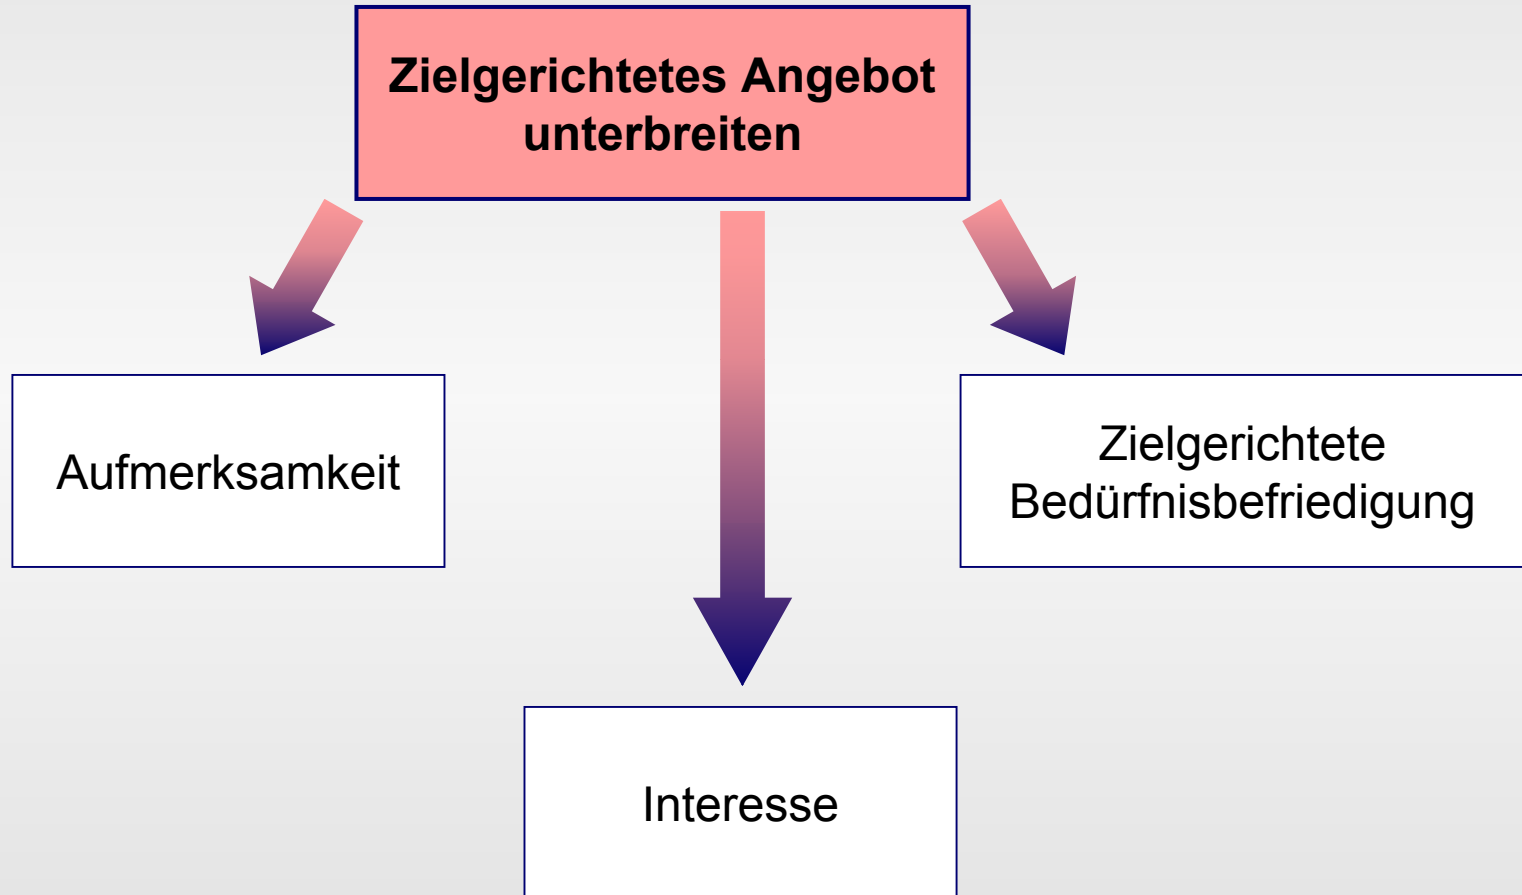 Zielgerichtetes Angebot
unterbreiten
Aufmerksamkeit
Zielgerichtete
Bedürfnisbefriedigung
Interesse